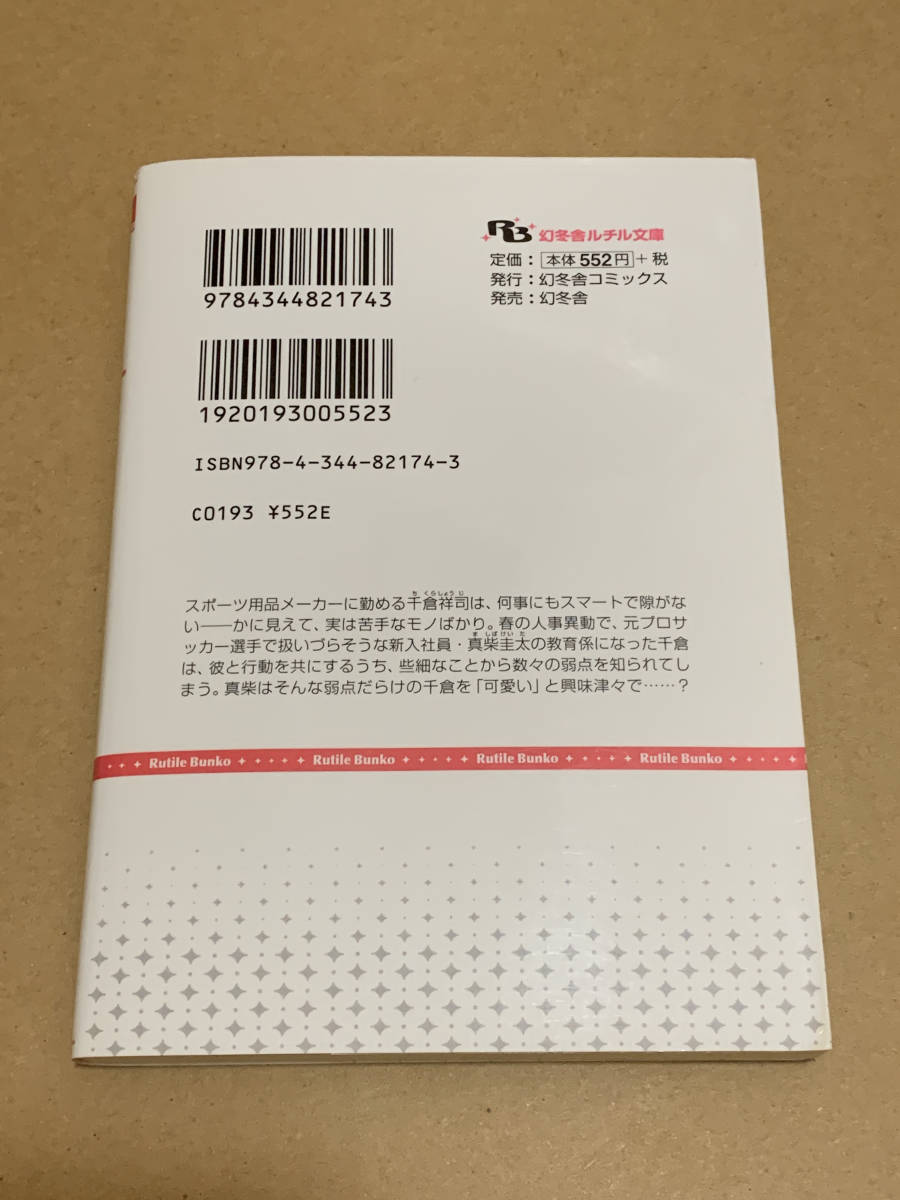 RB 幻冬舎ルチル文庫
定価：本体552円+税
発行：幻冬舎コミックス
発売：幻冬舎
9784344821743
1920193005523
ISBN978-4-344-82174-3
C0193 ¥552E
スポーツ用品メーカーに勤める千倉祥司は、何事にもスマートで隙がな
い――かに見えて、実は苦手なモノばかり。春の人事異動で、元プロサ
ッカー選手で扱いづらそうな新入社員・真柴圭太の教育係になった千倉
は、彼と行動を共にするうち、些細なことから数々の弱点を知られてし
まう。真柴はそんな弱点だらけの千倉を「可愛い」と興味津々で……？
Rutile Bunko Rutile Bunko Rutile Bunko Rutile Bunko